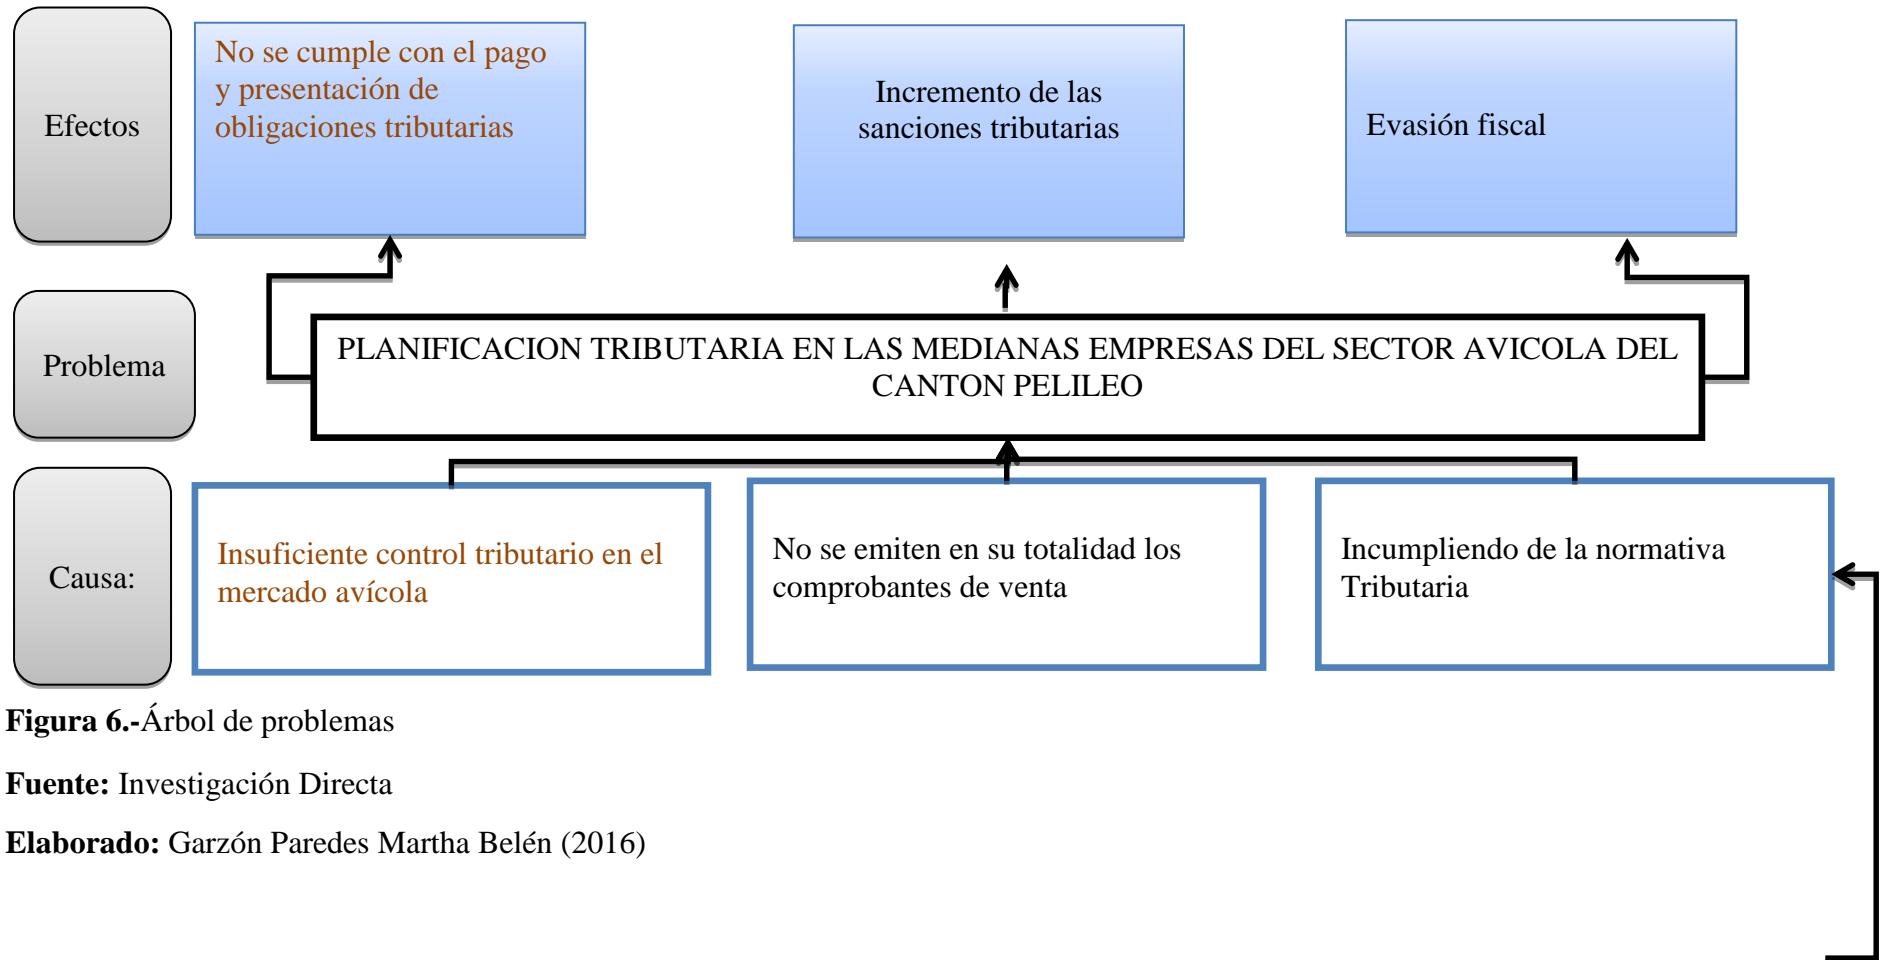 Efectos
No se cumple con el pago
y presentación de
obligaciones tributarias
Incremento de las
sanciones tributarias
Evasión fiscal
Problema
PLANIFICACION TRIBUTARIA EN LAS MEDIANAS EMPRESAS DEL SECTOR AVICOLA DEL
CANTON PELILEO
Causa:
Insuficiente control tributario en el
mercado avícola
No se emiten en su totalidad los
comprobantes de venta
Incumpliendo de la normativa
Tributaria
Figura 6.-Árbol de problemas
Fuente: Investigación Directa
Elaborado: Garzón Paredes Martha Belén (2016)